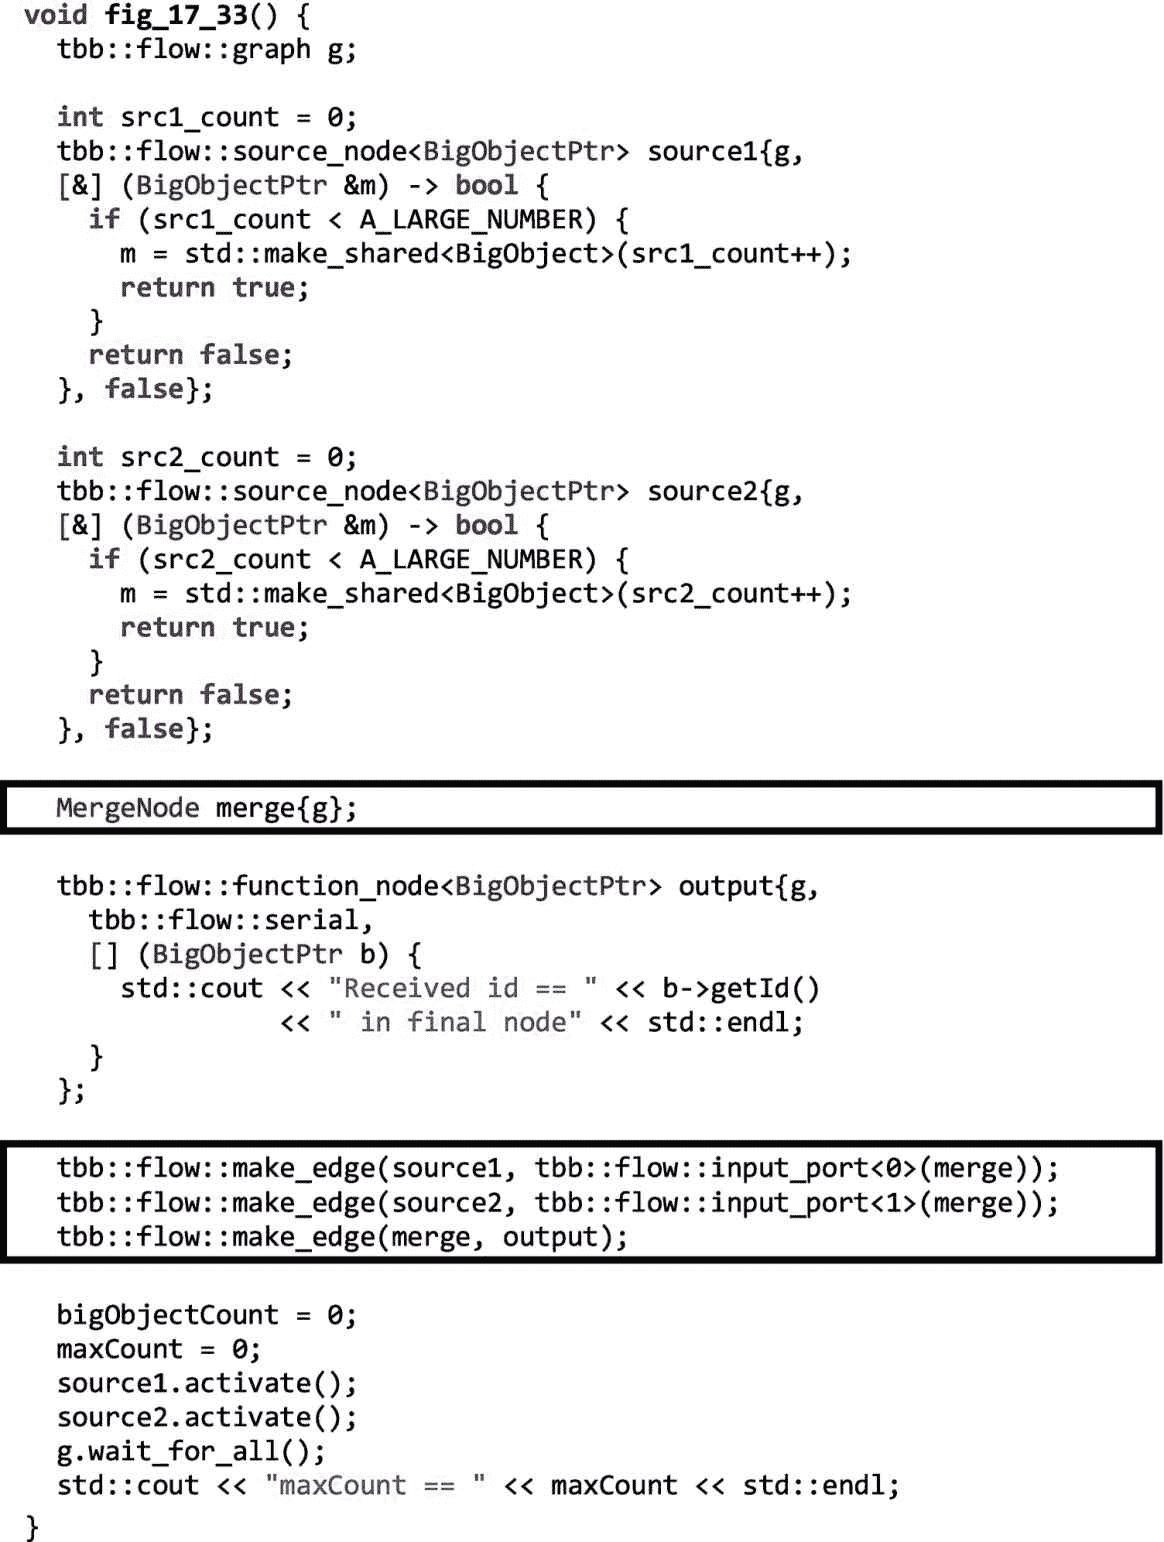 void fig_17_33() {
  tbb::flow::graph g;

  int src1_count = 0;
  tbb::flow::source_node<BigObjectPtr> source1{g,
  [&] (BigObjectPtr &m) -> bool {
    if (src1_count < A_LARGE_NUMBER) {
      m = std::make_shared<BigObject>(src1_count++);
      return true;
    }
    return false;
  }, false};

  int src2_count = 0;
  tbb::flow::source_node<BigObjectPtr> source2{g,
  [&] (BigObjectPtr &m) -> bool {
    if (src2_count < A_LARGE_NUMBER) {
      m = std::make_shared<BigObject>(src2_count++);
      return true;
    }
    return false;
  }, false};

  MergeNode merge{g};

  tbb::flow::function_node<BigObjectPtr> output{g,
    tbb::flow::serial,
    [] (BigObjectPtr b) {
      std::cout << "Received id == " << b->getId()
                << " in final node" << std::endl;
    }
  };

  tbb::flow::make_edge(source1, tbb::flow::input_port<0>(merge));
  tbb::flow::make_edge(source2, tbb::flow::input_port<1>(merge));
  tbb::flow::make_edge(merge, output);

  bigObjectCount = 0;
  maxCount = 0;
  source1.activate();
  source2.activate();
  g.wait_for_all();
  std::cout << "maxCount == " << maxCount << std::endl;
}